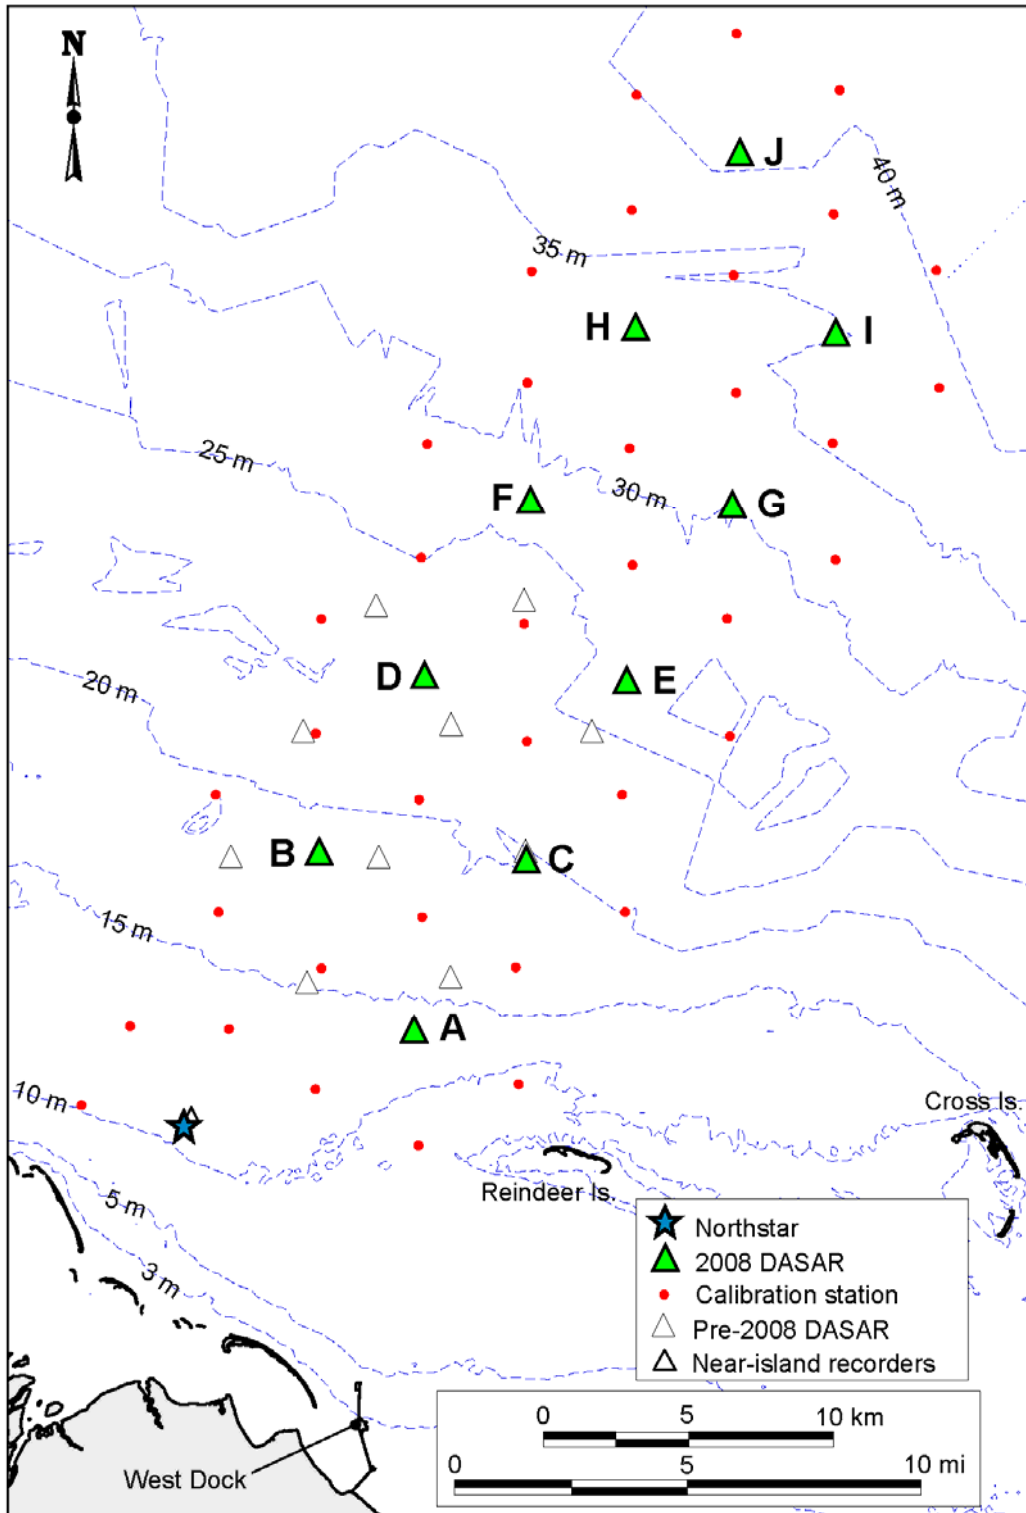 N
J
40 m
35 m
H
I
25 m
F
30 m
G
D
E
20 m
B
C
15 m
A
10 m
Cross Is.
Reindeer Is.
5 m
3 m
Northstar
2008 DASAR
Calibration station
Pre-2008 DASAR
Near-island recorders
0 5 10 km
0 5 10 mi
West Dock